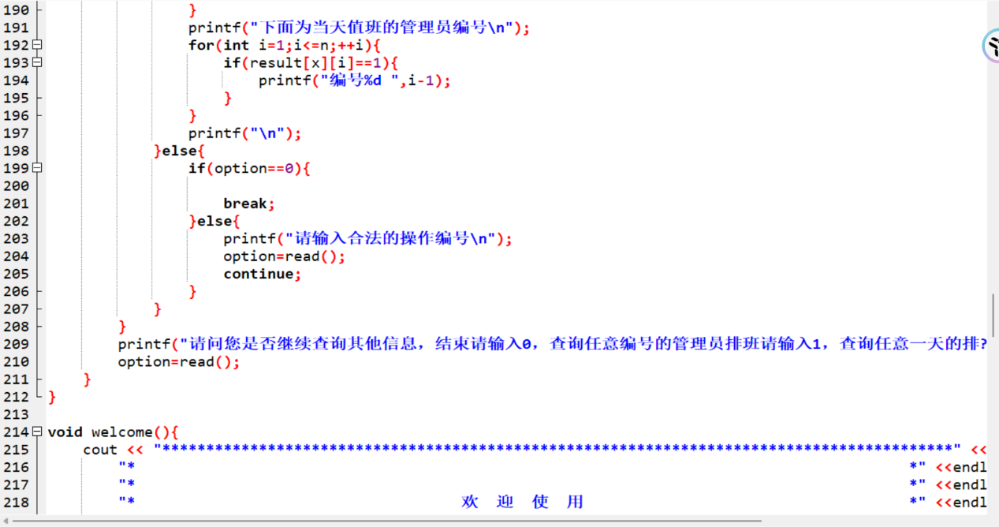 190 }
191 printf("下面为当天值班的管理员编号\n");
192 for(int i=1;i<=n;++i){
193 if(result[x][i]==1){
194 printf("编号%d ",i-1);
195 }
196 }
197 printf("\n");
198 }else{
199 if(option==0){
200
201 break;
202 }else{
203 printf("请输入合法的操作编号\n");
204 option=read();
205 continue;
206 }
207 }
208 }
209 printf("请问您是否继续查询其他信息，结束请输入0，查询任意编号的管理员排班请输入1，查询任意一天的排?
210 option=read();
211 }
212 }
213
214 void welcome(){
215 cout << "******************************************************************************************" <<
216 "* *" <<endl
217 "* *" <<endl
218 "* 欢 迎 使 用 *" <<endl